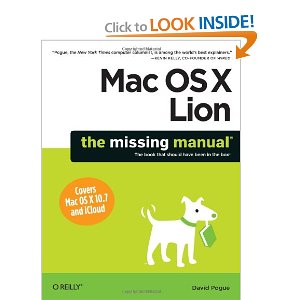 Click to LOOK INSIDE!
"Pogue, the New York Times computer columnist, is among the world's best explainers."
—KEVIN KELLY, CO-FOUNDER OF WIRED
Mac OS X
Lion
the missing manual®
The book that should have been in the box®
Covers
Mac OS X 10.7
and iCloud
O'REILLY®
David Pogue